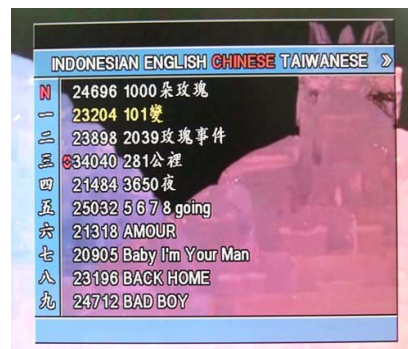 INDONESIAN ENGLISH CHINESE TAIWANESE »
N 24696 1000朵玫瑰
一 23204 101變
二 23898 2039玫瑰事件
三 34040 281公裡
四 21484 3650夜
五 25032 5 6 7 8 going
六 21318 AMOUR
七 20905 Baby I'm Your Man
八 23196 BACK HOME
九 24712 BAD BOY